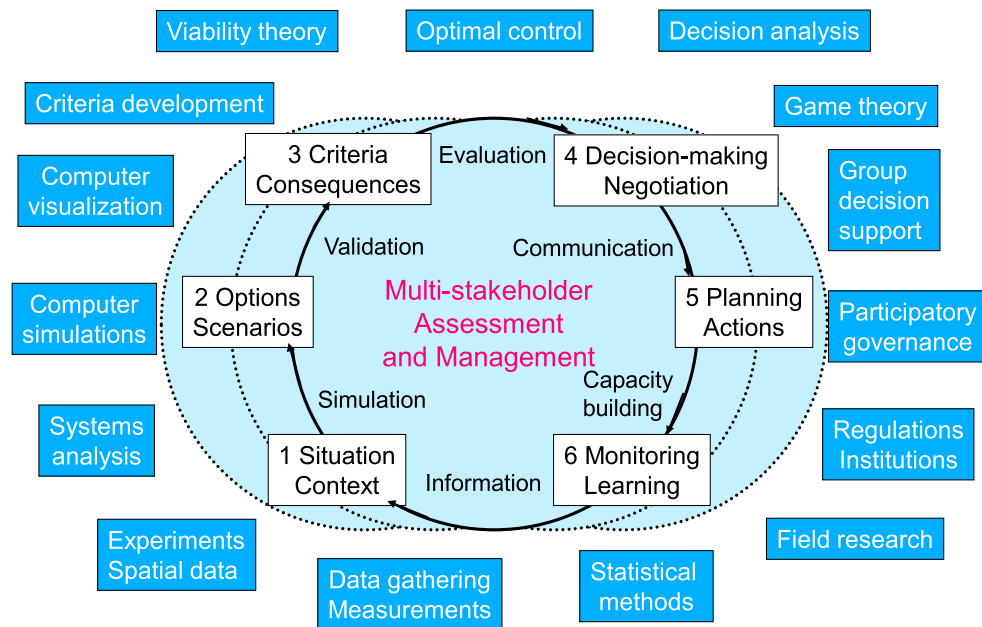 Viability theory
Optimal control
Decision analysis
Criteria development
Game theory
3 Criteria
Consequences
Evaluation
4 Decision-making
Negotiation
Computer
visualization
Group
decision
support
Validation
Communication
2 Options
Scenarios
Multi-stakeholder
Assessment
and Management
5 Planning
Actions
Computer
simulations
Participatory
governance
Simulation
Capacity
building
Systems
analysis
1 Situation
Context
Information
6 Monitoring
Learning
Regulations
Institutions
Experiments
Spatial data
Data gathering
Measurements
Statistical
methods
Field research